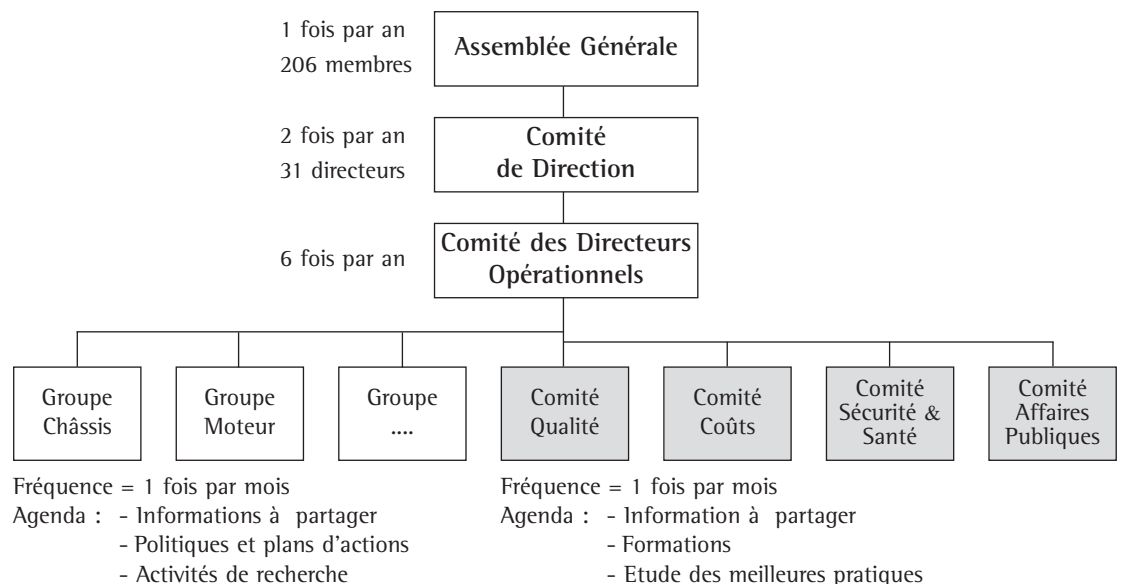 1 fois par an
206 membres
Assemblée Générale
2 fois par an
31 directeurs
Comité
de Direction
6 fois par an
Comité des Directeurs
Opérationnels
Groupe
Châssis
Groupe
Moteur
Groupe
....
Comité
Qualité
Comité
Coûts
Comité
Sécurité &
Santé
Comité
Affaires
Publiques
Fréquence = 1 fois par mois
Agenda : - Informations à partager
- Politiques et plans d'actions
- Activités de recherche
Fréquence = 1 fois par mois
Agenda : - Information à partager
- Formations
- Etude des meilleures pratiques